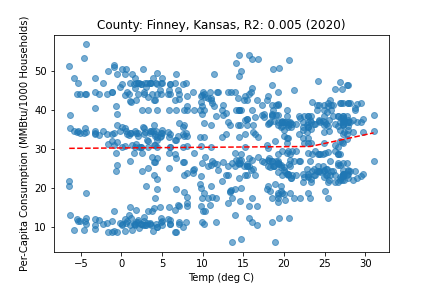 County: Finney, Kansas, R2: 0.005 (2020)
Per-Capita Consumption (MMBtu/1000 Households)
50
40
30
20
10
−5 0 5 10 15 20 25 30
Temp (deg C)